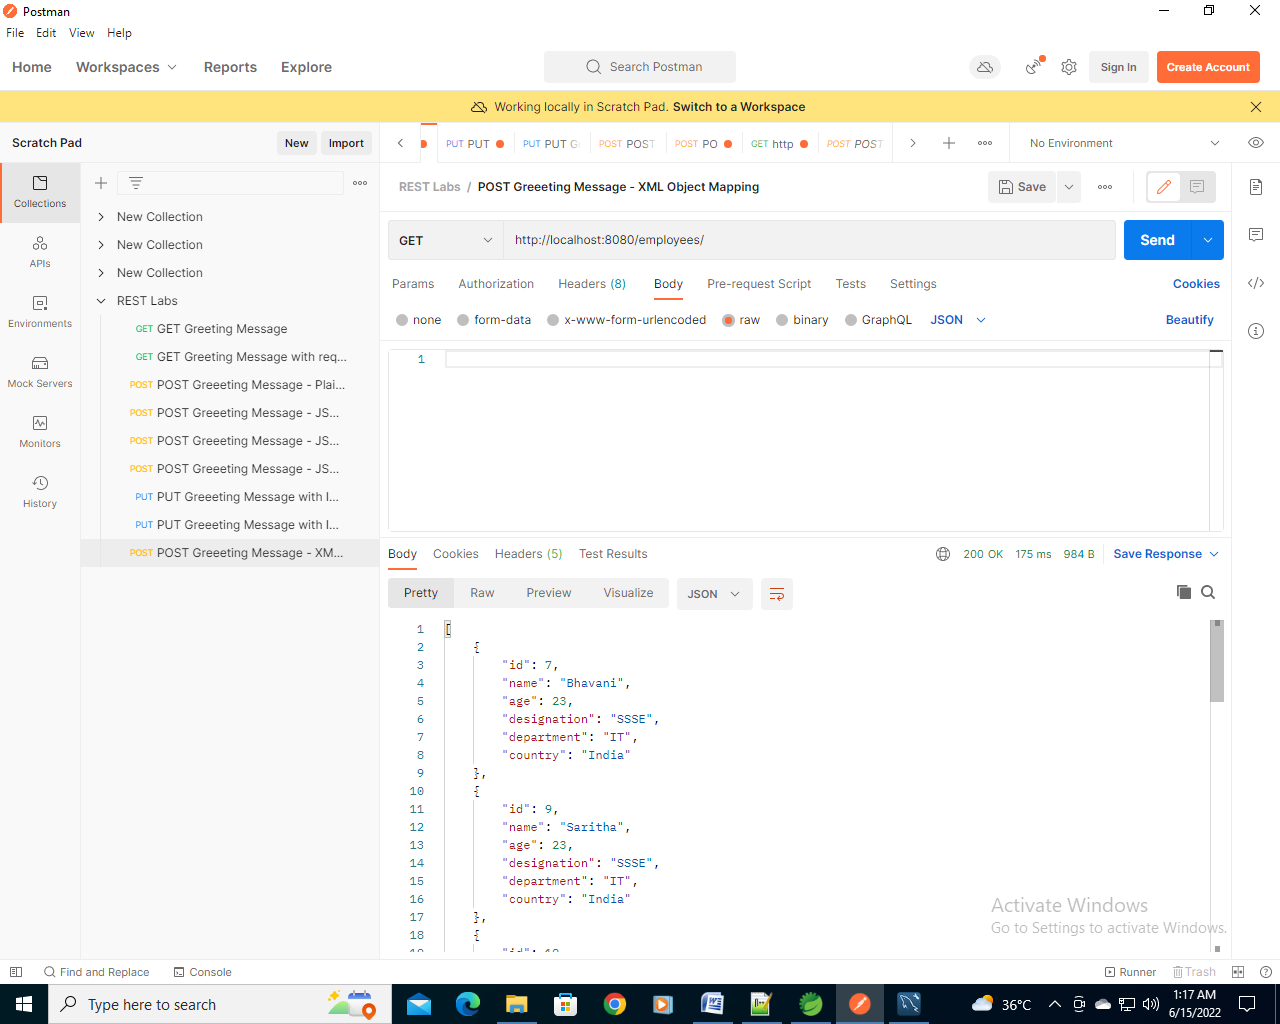 Postman
File Edit View Help
Home Workspaces Reports Explore Search Postman Sign In Create Account
Working locally in Scratch Pad. Switch to a Workspace
Scratch Pad New Import
PUT PUT PUT PUT G POST POST POST PO GET http POST POST No Environment
REST Labs / POST Greeeting Message - XML Object Mapping Save
Collections
APIs
Environments
Mock Servers
Monitors
History
New Collection
New Collection
New Collection
REST Labs
GET GET Greeting Message
GET GET Greeting Message with req...
POST POST Greeeting Message - Plai...
POST POST Greeeting Message - JS...
POST POST Greeeting Message - JS...
POST POST Greeeting Message - JS...
PUT PUT Greeeting Message with I...
PUT PUT Greeeting Message with I...
POST POST Greeeting Message - XM...
GET http://localhost:8080/employees/ Send
Params Authorization Headers (8) Body Pre-request Script Tests Settings Cookies
none form-data x-www-form-urlencoded raw binary GraphQL JSON Beautify
1
Body Cookies Headers (5) Test Results 200 OK 175 ms 984 B Save Response
Pretty Raw Preview Visualize JSON
1 [
2 {
3 "id": 7,
4 "name": "Bhavani",
5 "age": 23,
6 "designation": "SSSE",
7 "department": "IT",
8 "country": "India"
9 },
10 {
11 "id": 9,
12 "name": "Saritha",
13 "age": 23,
14 "designation": "SSSE",
15 "department": "IT",
16 "country": "India"
17 },
18 {
Activate Windows
Go to Settings to activate Windows.
Find and Replace Console Runner Trash
Type here to search 36°C 1:17 AM
6/15/2022